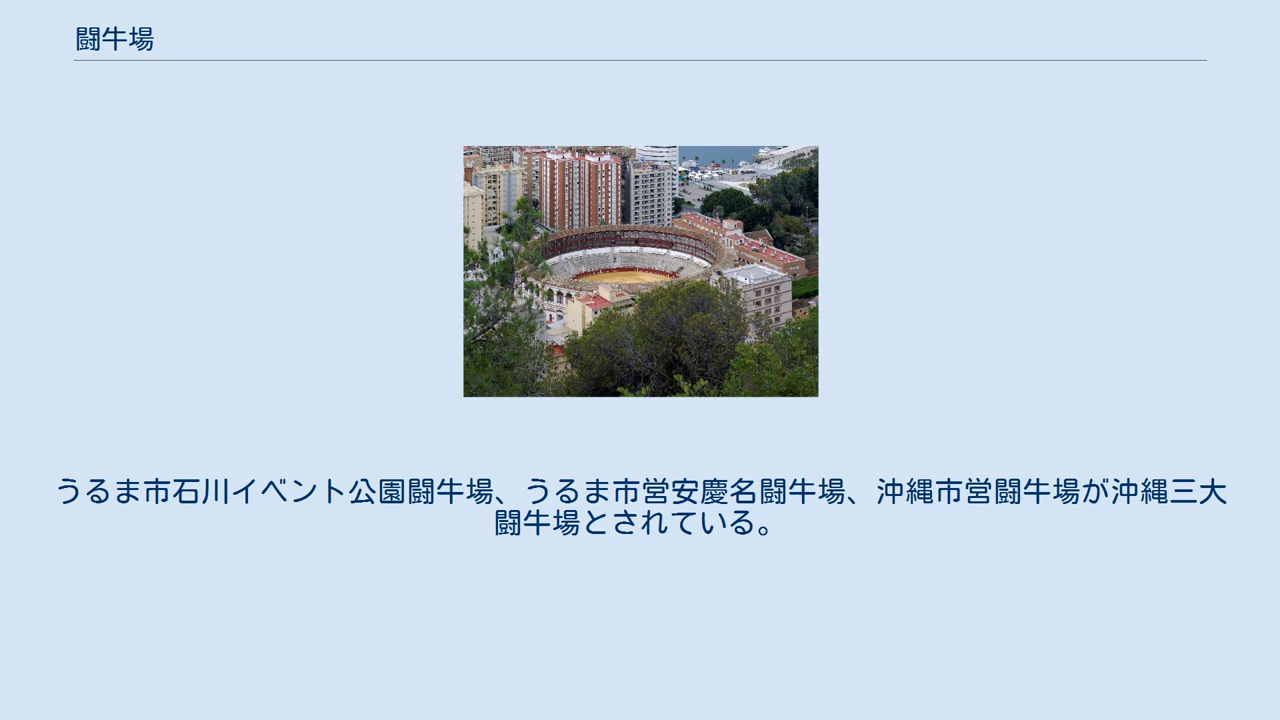 闘牛場
うるま市石川イベント公園闘牛場、うるま市営安慶名闘牛場、沖縄市営闘牛場が沖縄三大
闘牛場とされている。